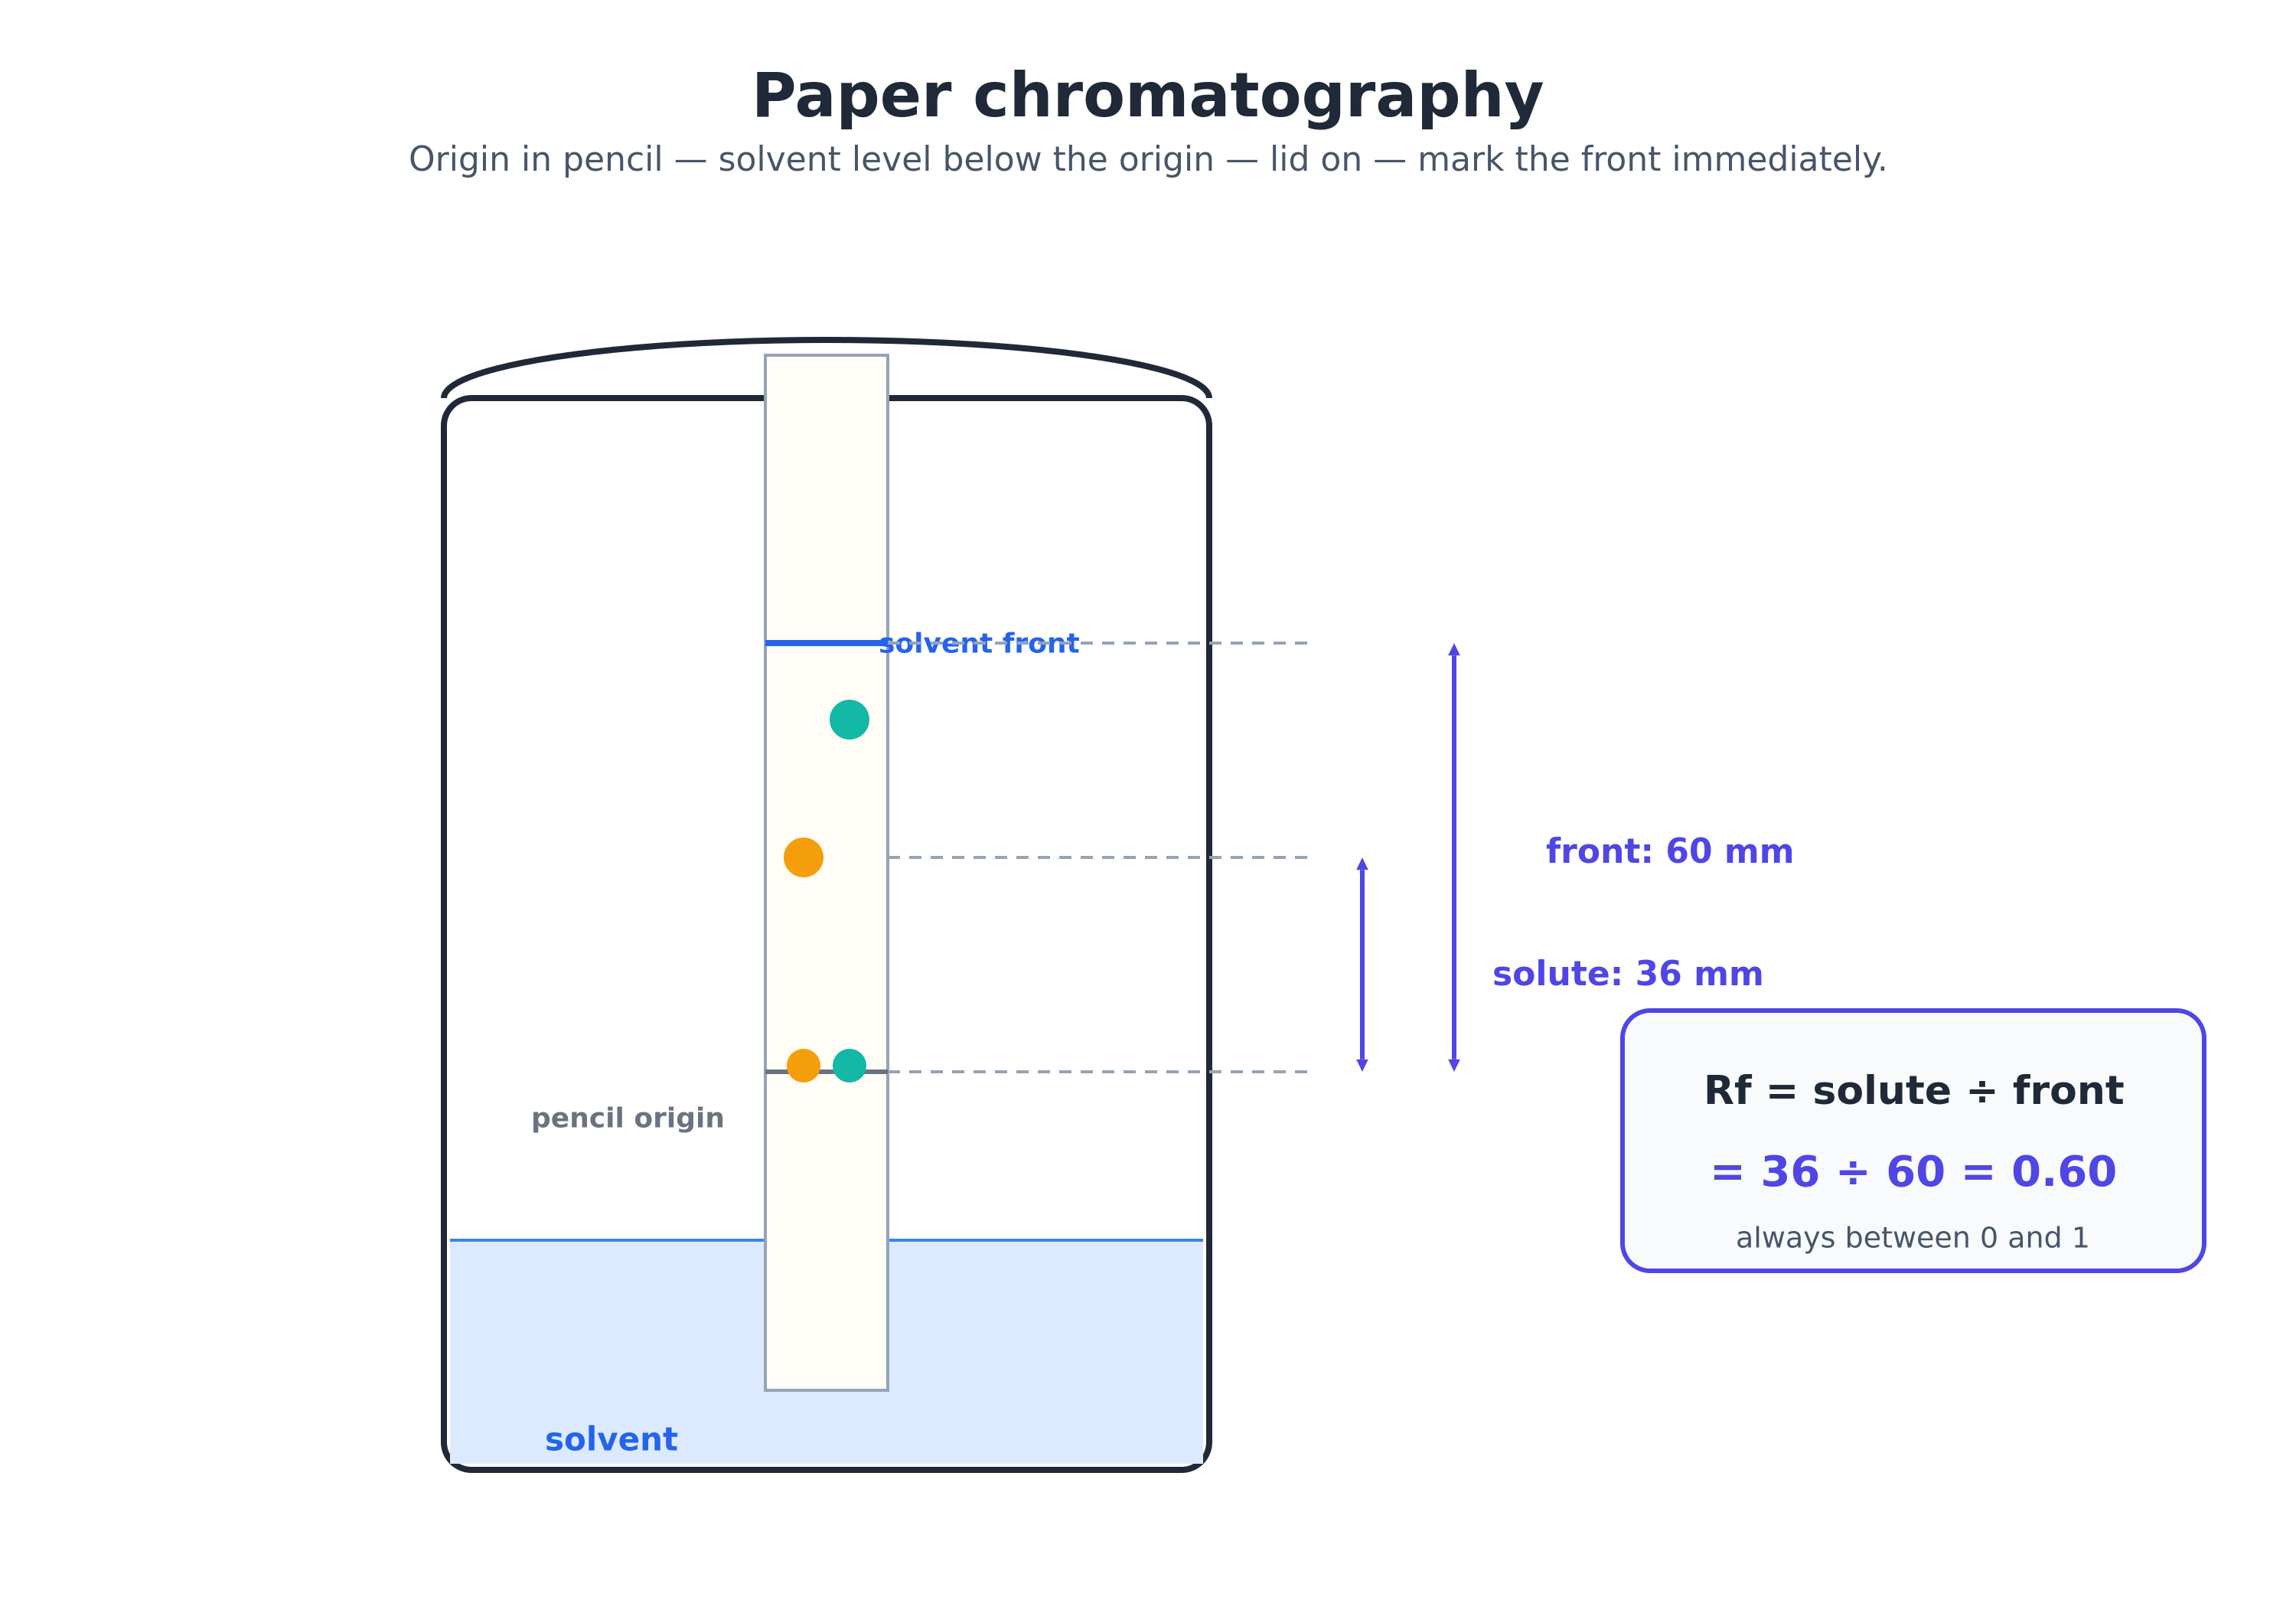 Paper chromatography
Origin in pencil — solvent level below the origin — lid on — mark the front immediately.
solvent front
front: 60 mm
solute: 36 mm
Rf = solute ÷ front
pencil origin
= 36 ÷ 60 = 0.60
always between 0 and 1
solvent